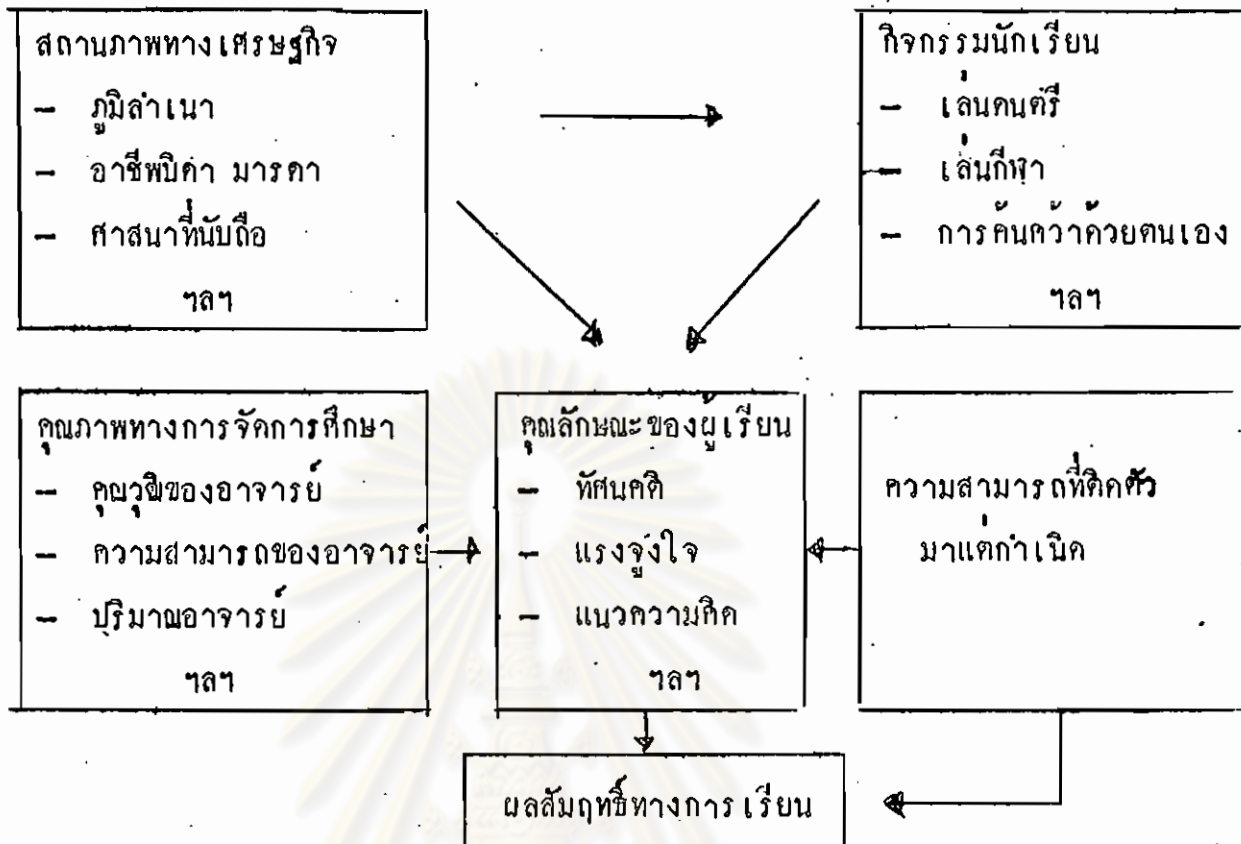 สถานภาพทางเศรษฐกิจ
- ภูมิลำเนา
- อาชีพบิดา มารดา
- ศาสนาที่นับถือ
ฯลฯ
กิจกรรมนักเรียน
- เล่นดนตรี
- เล่นกีฬา
- การค้นคว้าด้วยตนเอง
ฯลฯ
คุณภาพทางการจัดการศึกษา
- คุณวุฒิของอาจารย์
- ความสามารถของอาจารย์
- ปริมาณอาจารย์
ฯลฯ
คุณลักษณะของผู้เรียน
- ทัศนคติ
- แรงจูงใจ
- แนวความคิด
ฯลฯ
ความสามารถที่ติดตัว
มาแต่กำเนิด
ผลสัมฤทธิ์ทางการเรียน